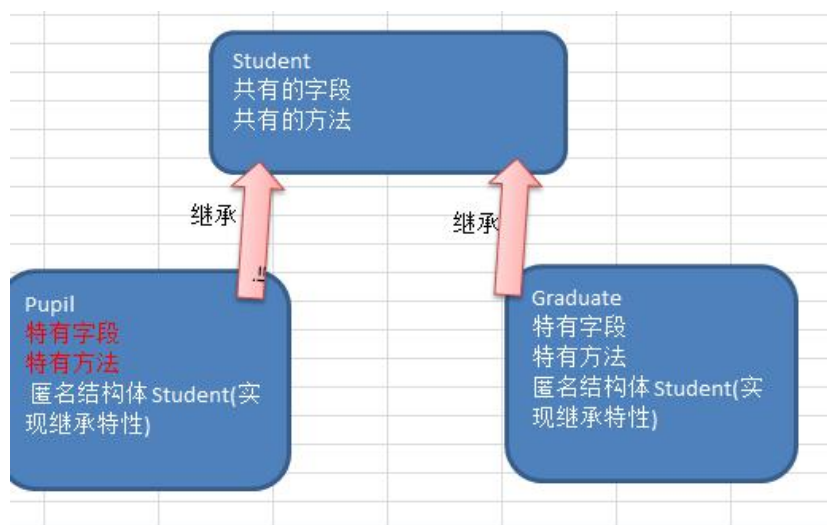 Student
共有的字段
共有的方法
继承
继承
Pupil
特有字段
特有方法
匿名结构体 Student(实
现继承特性)
Graduate
特有字段
特有方法
匿名结构体 Student(实
现继承特性)